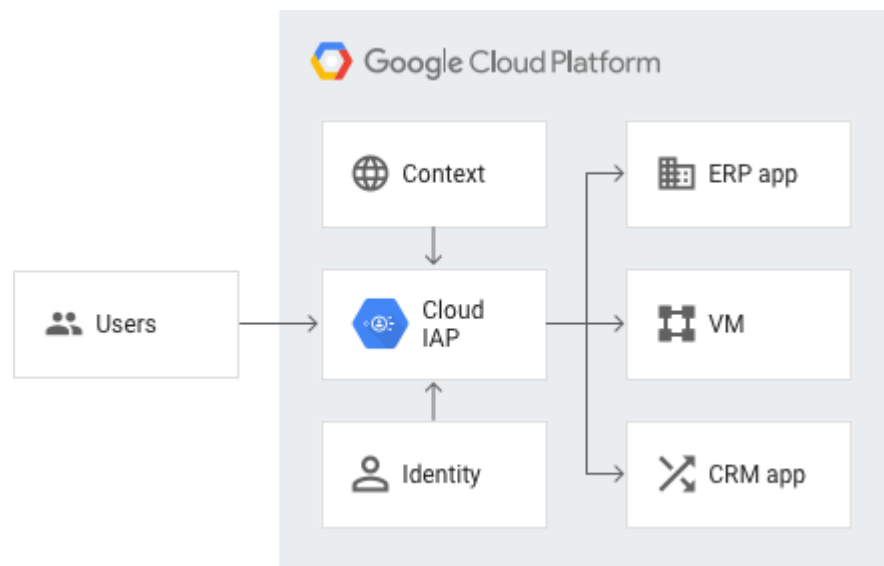 Google Cloud Platform
Context
ERP app
Users
Cloud
IAP
VM
Identity
CRM app